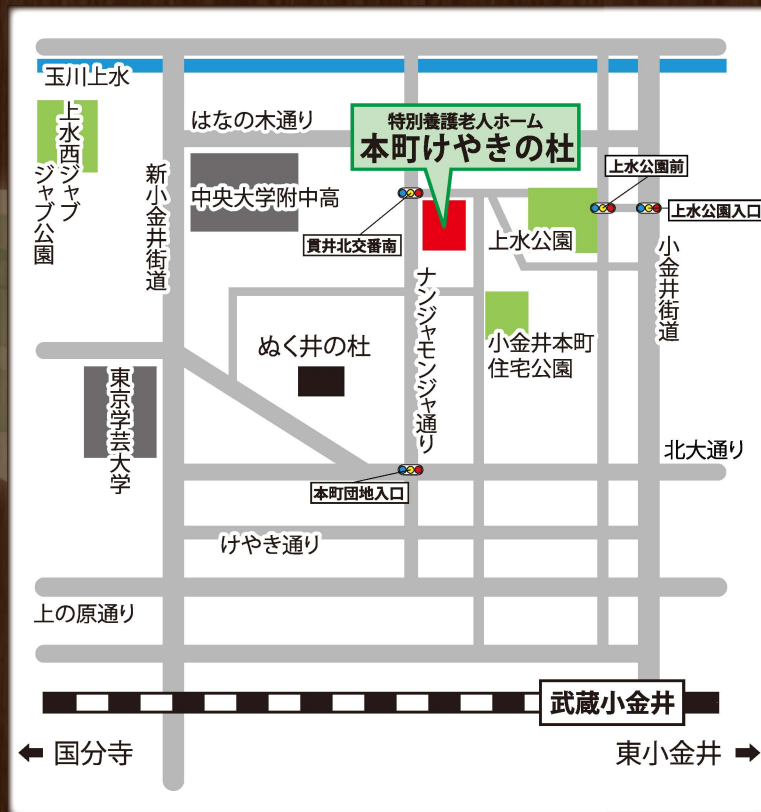 玉川上水
上水西ジャブ
ジャブ公園
はなの木通り
特別養護老人ホーム
本町けやきの杜
新小金井街道
中央大学附中高
上水公園前
上水公園入口
貫井北交番南
上水公園
小金井街道
ナンジャモンジャ通り
ぬく井の杜
小金井本町
住宅公園
東京学芸大学
北大通り
本町団地入口
けやき通り
上の原通り
武蔵小金井
← 国分寺
東小金井 →